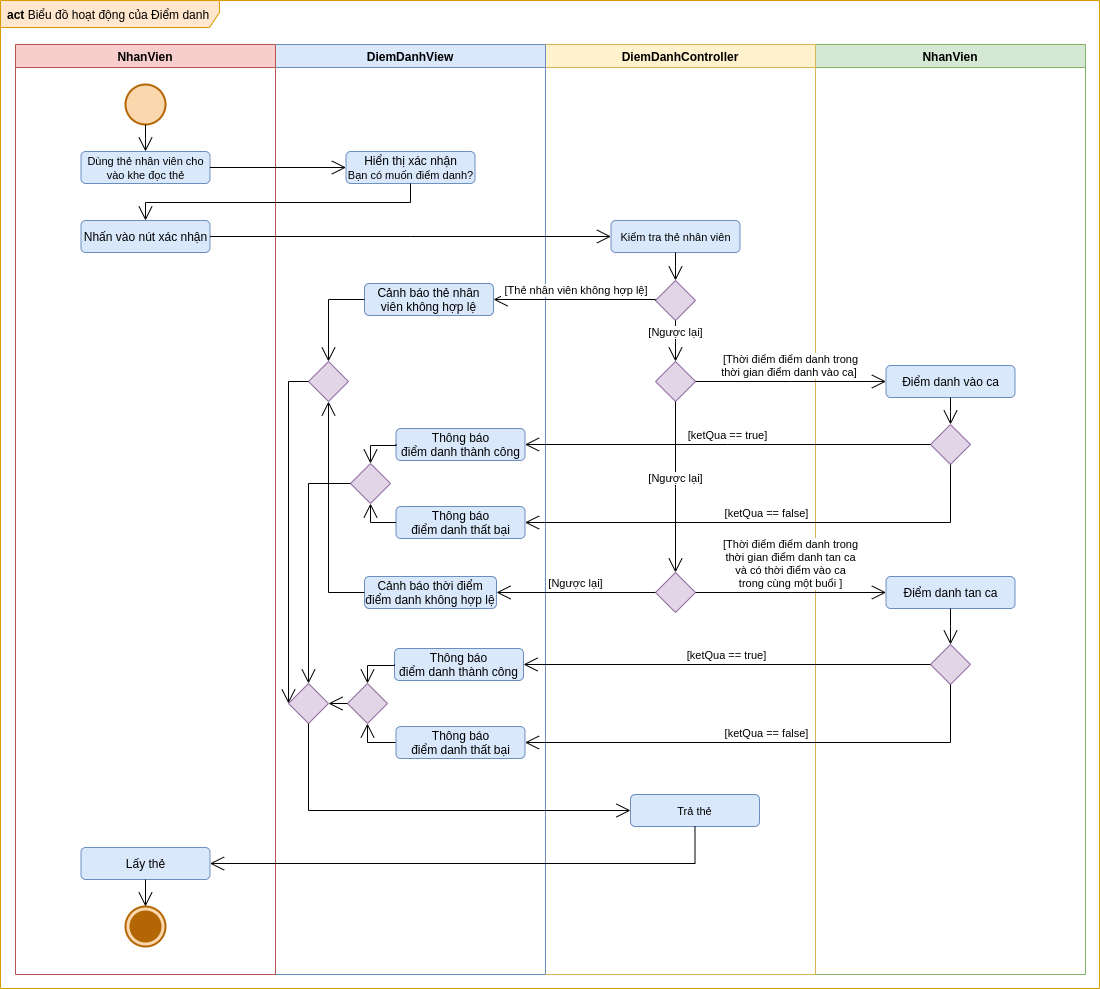 act Biểu đồ hoạt động của Điểm danh
NhanVien
DiemDanhView
DiemDanhController
NhanVien
Dùng thẻ nhân viên cho
vào khe đọc thẻ
Hiển thị xác nhận
Bạn có muốn điểm danh?
Nhấn vào nút xác nhận
Kiểm tra thẻ nhân viên
[Thẻ nhân viên không hợp lệ]
Cảnh báo thẻ nhân
viên không hợp lệ
[Ngược lại]
[Thời điểm điểm danh trong
thời gian điểm danh vào ca]
Điểm danh vào ca
Thông báo
điểm danh thành công
[ketQua == true]
[Ngược lại]
Thông báo
điểm danh thất bại
[ketQua == false]
[Thời điểm điểm danh trong
thời gian điểm danh tan ca
và có thời điểm vào ca
trong cùng một buổi ]
Cảnh báo thời điểm
điểm danh không hợp lệ
[Ngược lại]
Điểm danh tan ca
Thông báo
điểm danh thành công
[ketQua == true]
Thông báo
điểm danh thất bại
[ketQua == false]
Trả thẻ
Lấy thẻ